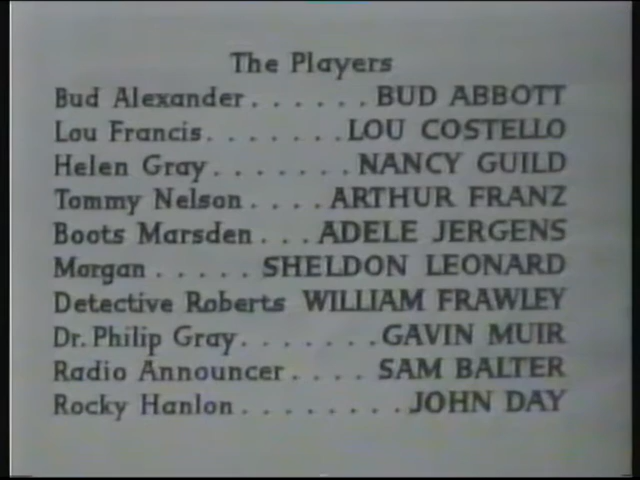 The Players
Bud Alexander......BUD ABBOTT
Lou Francis.......LOU COSTELLO
Helen Gray.......NANCY GUILD
Tommy Nelson....ARTHUR FRANZ
Boots Marsden...ADELE JERGENS
Morgan.....SHELDON LEONARD
Detective Roberts WILLIAM FRAWLEY
Dr. Philip Gray.......GAVIN MUIR
Radio Announcer....SAM BALTER
Rocky Hanlon........JOHN DAY